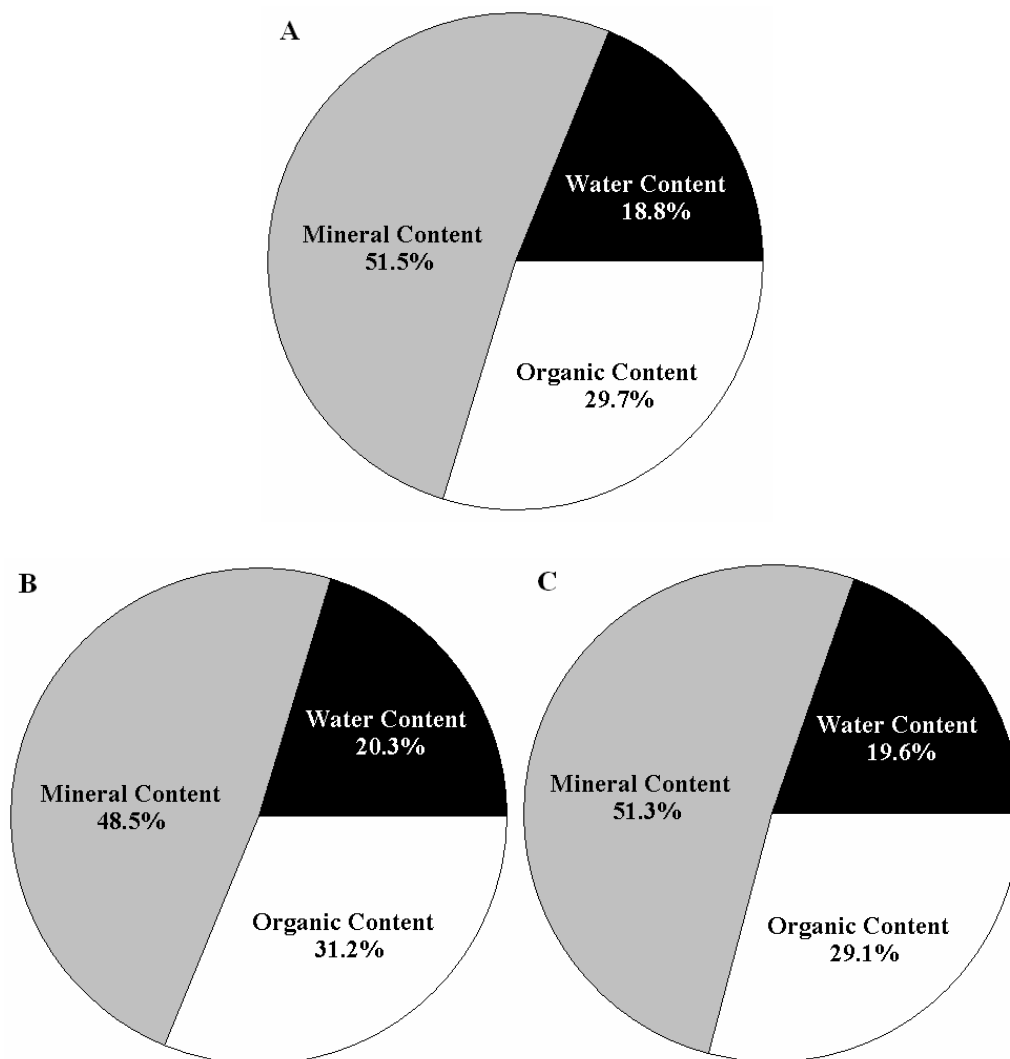 A
Water Content
18.8%
Mineral Content
51.5%
Organic Content
29.7%
B
Water Content
20.3%
Mineral Content
48.5%
Organic Content
31.2%
C
Water Content
19.6%
Mineral Content
51.3%
Organic Content
29.1%